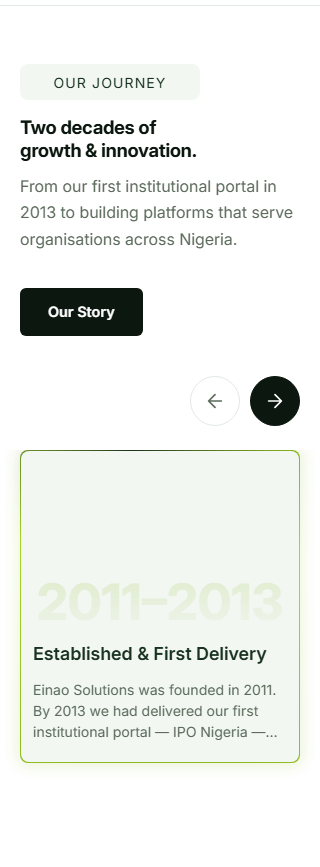 OUR JOURNEY
Two decades of
growth & innovation.
From our first institutional portal in
2013 to building platforms that serve
organisations across Nigeria.
Our Story
2011–2013
Established & First Delivery
Einao Solutions was founded in 2011.
By 2013 we had delivered our first
institutional portal — IPO Nigeria —...